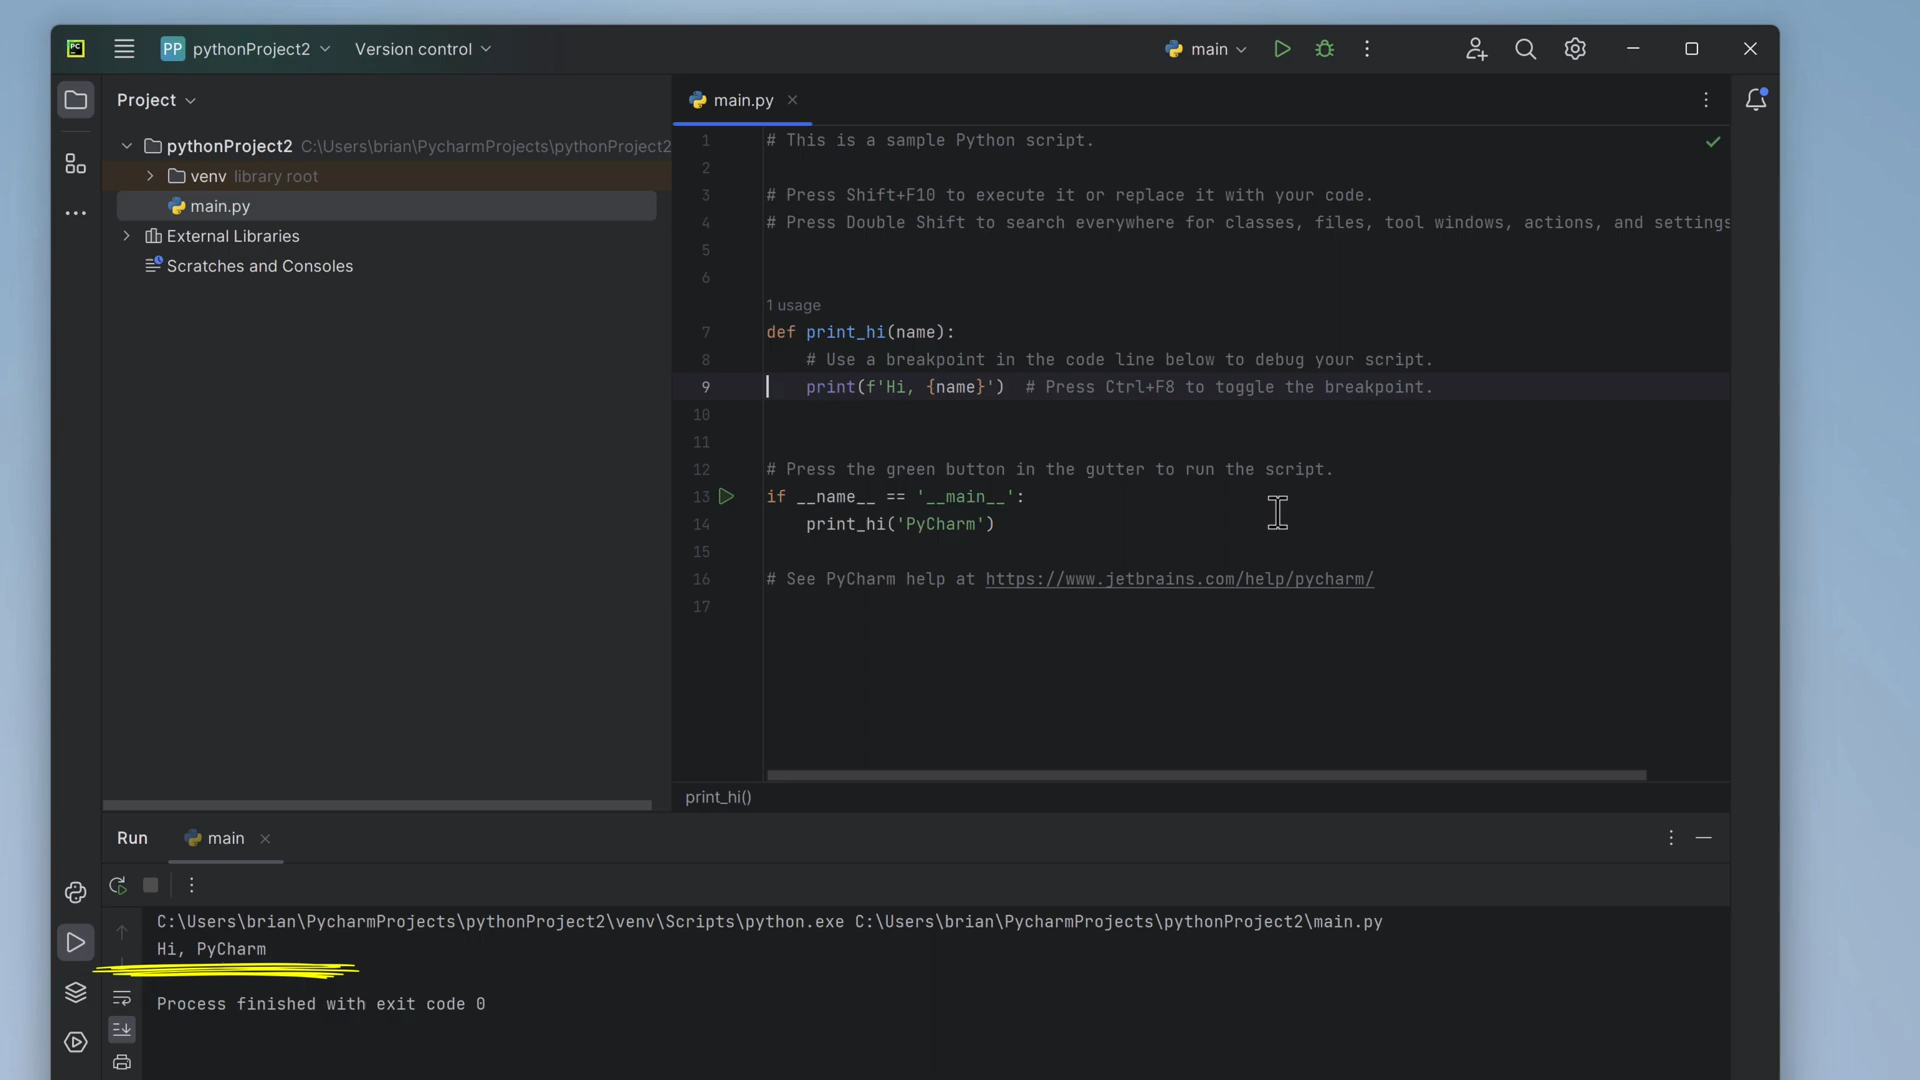 PC
PP pythonProject2
Version control
main
Project
main.py
pythonProject2 C:\Users\brian\PycharmProjects\pythonProject2
venv library root
main.py
External Libraries
Scratches and Consoles
1 # This is a sample Python script.
2
3 # Press Shift+F10 to execute it or replace it with your code.
4 # Press Double Shift to search everywhere for classes, files, tool windows, actions, and settings
5
6
1 usage
7 def print_hi(name):
8 # Use a breakpoint in the code line below to debug your script.
9 print(f'Hi, {name}')  # Press Ctrl+F8 to toggle the breakpoint.
10
11
12 # Press the green button in the gutter to run the script.
13 if __name__ == '__main__':
14 print_hi('PyCharm')
15
16 # See PyCharm help at https://www.jetbrains.com/help/pycharm/
17
print_hi()
Run
main
C:\Users\brian\PycharmProjects\pythonProject2\venv\Scripts\python.exe C:\Users\brian\PycharmProjects\pythonProject2\main.py
Hi, PyCharm
Process finished with exit code 0